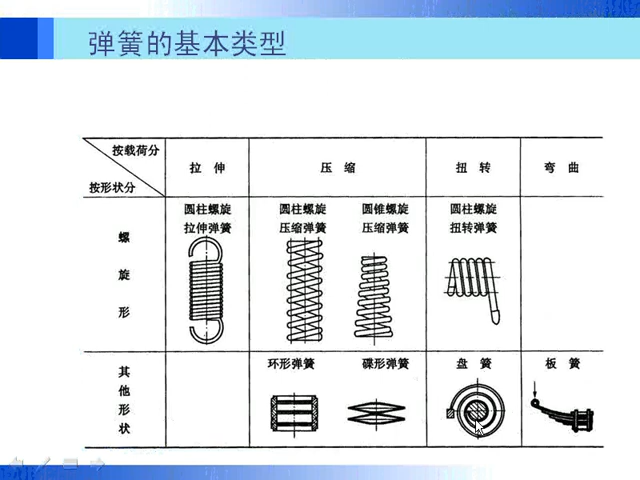 弹簧的基本类型
按载荷分
按形状分
拉 伸
压 缩
扭 转
弯 曲
螺旋形
圆柱螺旋
拉伸弹簧
圆柱螺旋
压缩弹簧
圆锥螺旋
压缩弹簧
圆柱螺旋
扭转弹簧
其他形状
环形弹簧
碟形弹簧
盘 簧
板 簧